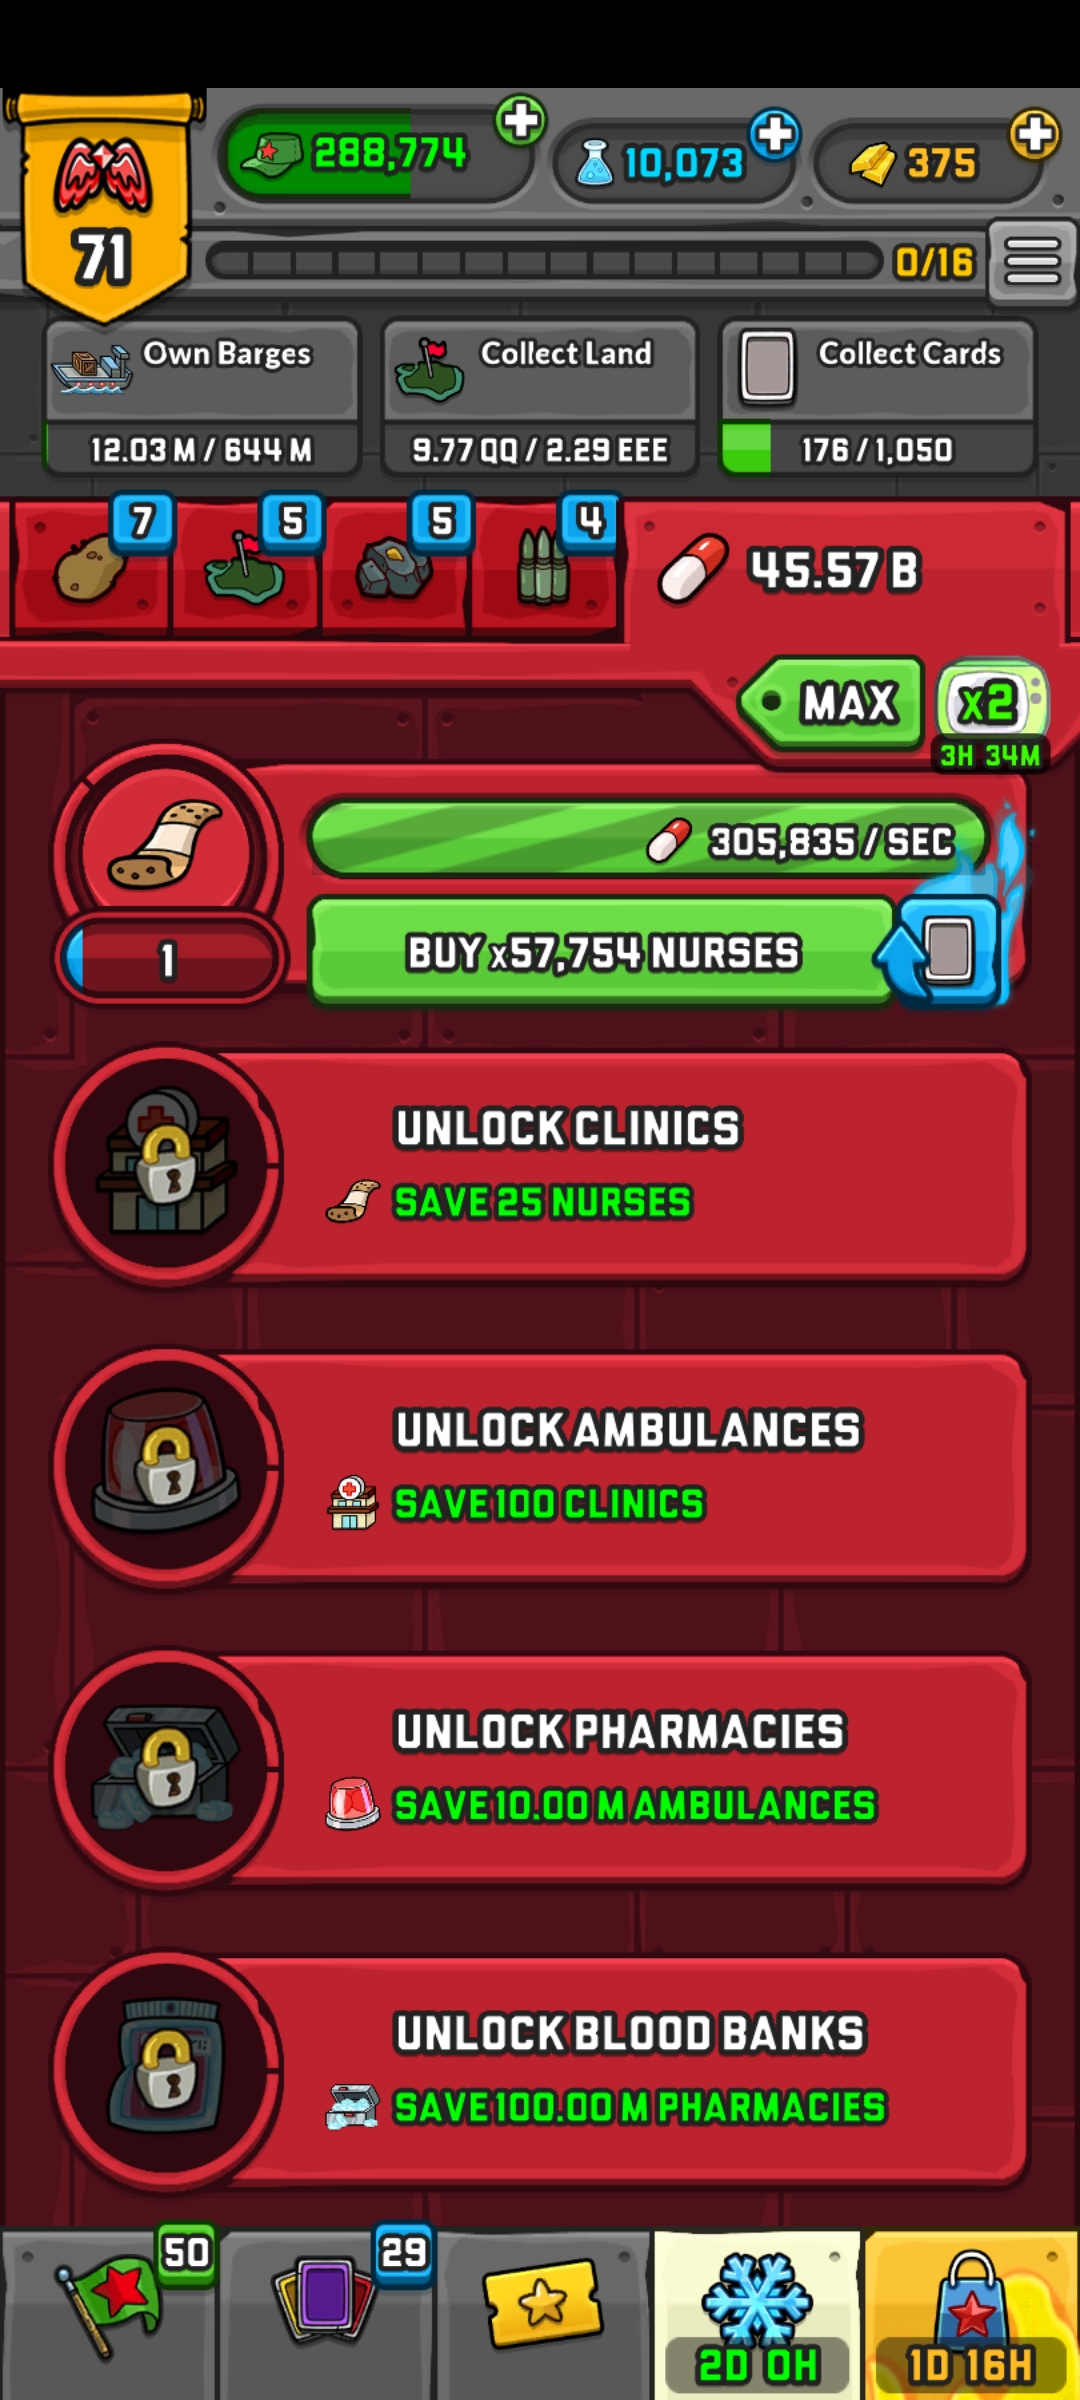 288,774
10,073
375
71
0/16
Own Barges
12.03 M / 644 M
Collect Land
9.77 QQ / 2.29 EEE
Collect Cards
176 / 1,050
7
5
5
4
45.57 B
MAX
x2
3H 34M
305,835 / SEC
1
BUY x57,754 NURSES
UNLOCK CLINICS
SAVE 25 NURSES
UNLOCK AMBULANCES
SAVE 100 CLINICS
UNLOCK PHARMACIES
SAVE 10.00 M AMBULANCES
UNLOCK BLOOD BANKS
SAVE 100.00 M PHARMACIES
50
29
2D 0H
1D 16H